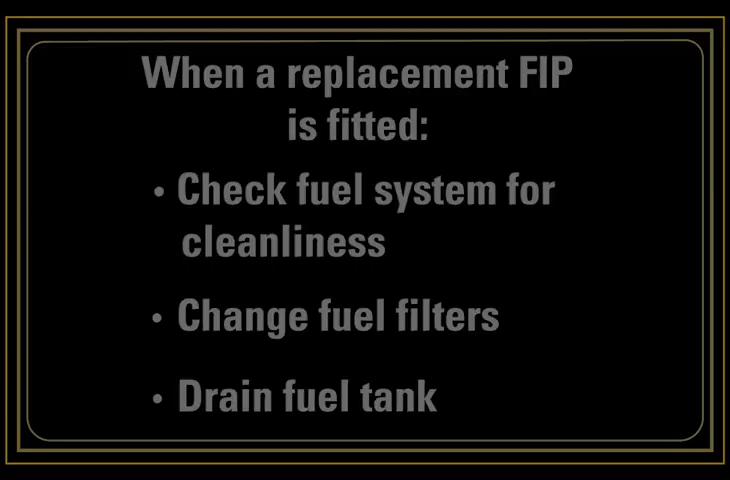 When a replacement FIP
is fitted:
• Check fuel system for
cleanliness
• Change fuel filters
• Drain fuel tank